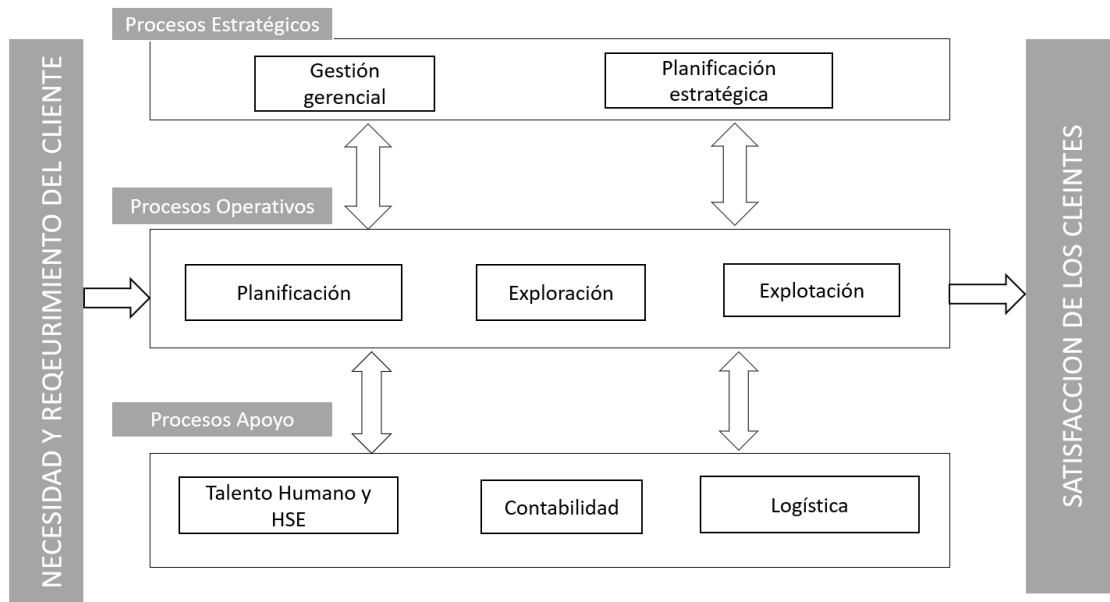 Procesos Estratégicos
Gestión
gerencial
Planificación
estratégica
NECESIDAD Y REQEURIMIENTO DEL CLIENTE
Procesos Operativos
Planificación
Exploración
Explotación
SATISFACCION DE LOS CLEINTES
Procesos Apoyo
Talento Humano y
HSE
Contabilidad
Logística